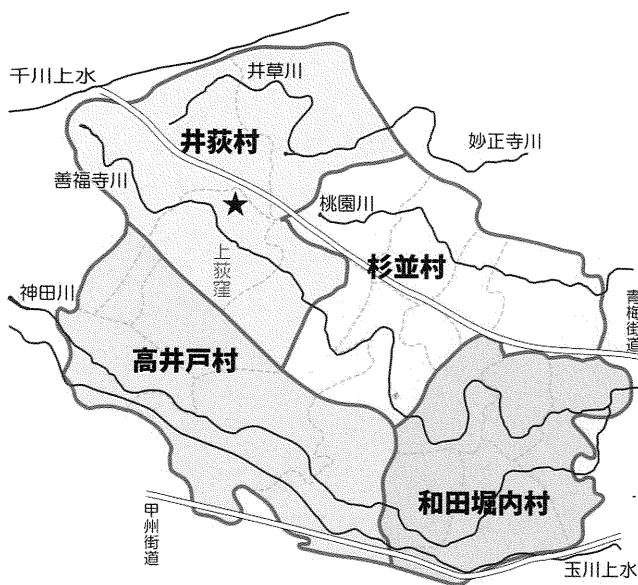 千川上水
井草川
井荻村
妙正寺川
善福寺川
桃園川
上荻窪
杉並村
神田川
青梅街道
高井戸村
和田堀内村
甲州街道
玉川上水